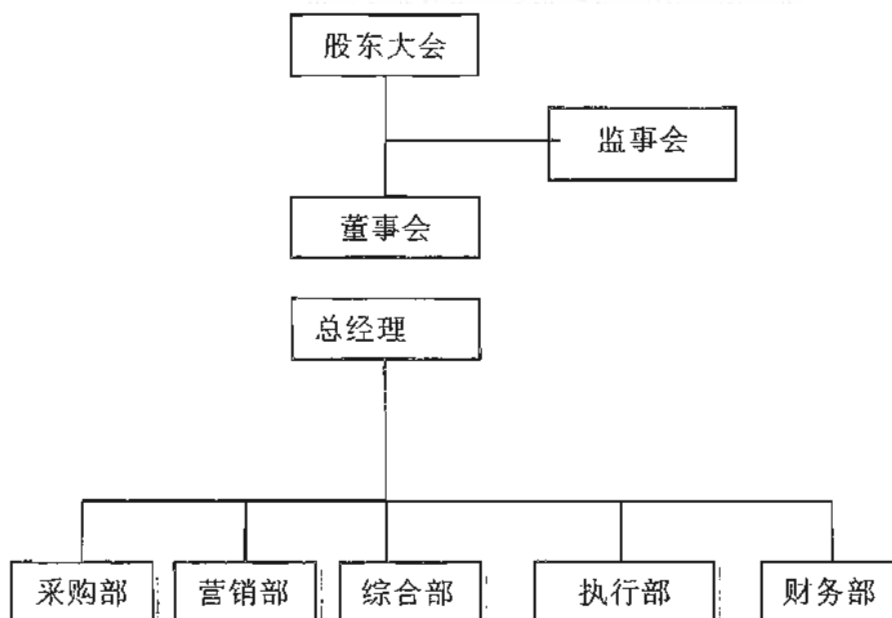 股东大会
监事会
董事会
总经理
采购部 营销部 综合部 执行部 财务部